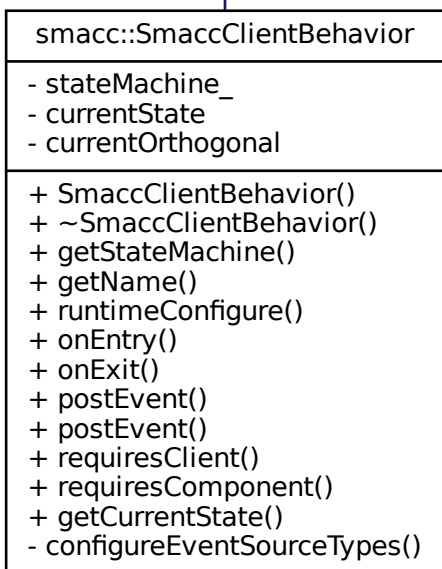 smacc::SmaccClientBehavior
- stateMachine_
- currentState
- currentOrthogonal
+ SmaccClientBehavior()
+ ~SmaccClientBehavior()
+ getStateMachine()
+ getName()
+ runtimeConfigure()
+ onEntry()
+ onExit()
+ postEvent()
+ postEvent()
+ requiresClient()
+ requiresComponent()
+ getCurrentState()
- configureEventSourceTypes()